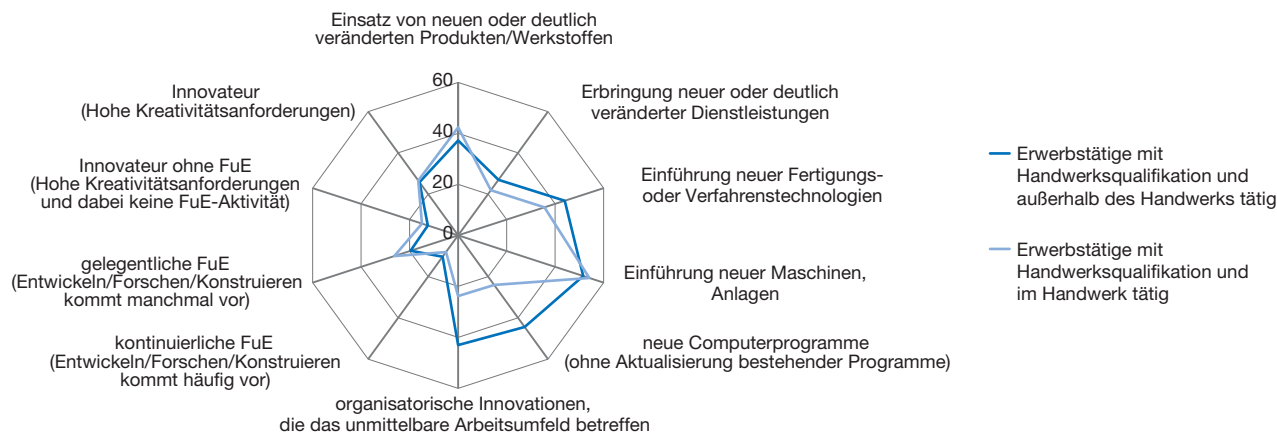 Einsatz von neuen oder deutlich
veränderten Produkten/Werkstoffen
Erbringung neuer oder deutlich
veränderter Dienstleistungen
Einführung neuer Fertigungs-
oder Verfahrenstechnologien
Einführung neuer Maschinen,
Anlagen
neue Computerprogramme
(ohne Aktualisierung bestehender Programme)
organisatorische Innovationen,
die das unmittelbare Arbeitsumfeld betreffen
kontinuierliche FuE
(Entwickeln/Forschen/Konstruieren
kommt häufig vor)
gelegentliche FuE
(Entwickeln/Forschen/Konstruieren
kommt manchmal vor)
Innovateur ohne FuE
(Hohe Kreativitätsanforderungen
und dabei keine FuE-Aktivität)
Innovateur
(Hohe Kreativitätsanforderungen)
60
40
20
0
Erwerbstätige mit
Handwerksqualifikation und
außerhalb des Handwerks tätig
Erwerbstätige mit
Handwerksqualifikation und
im Handwerk tätig